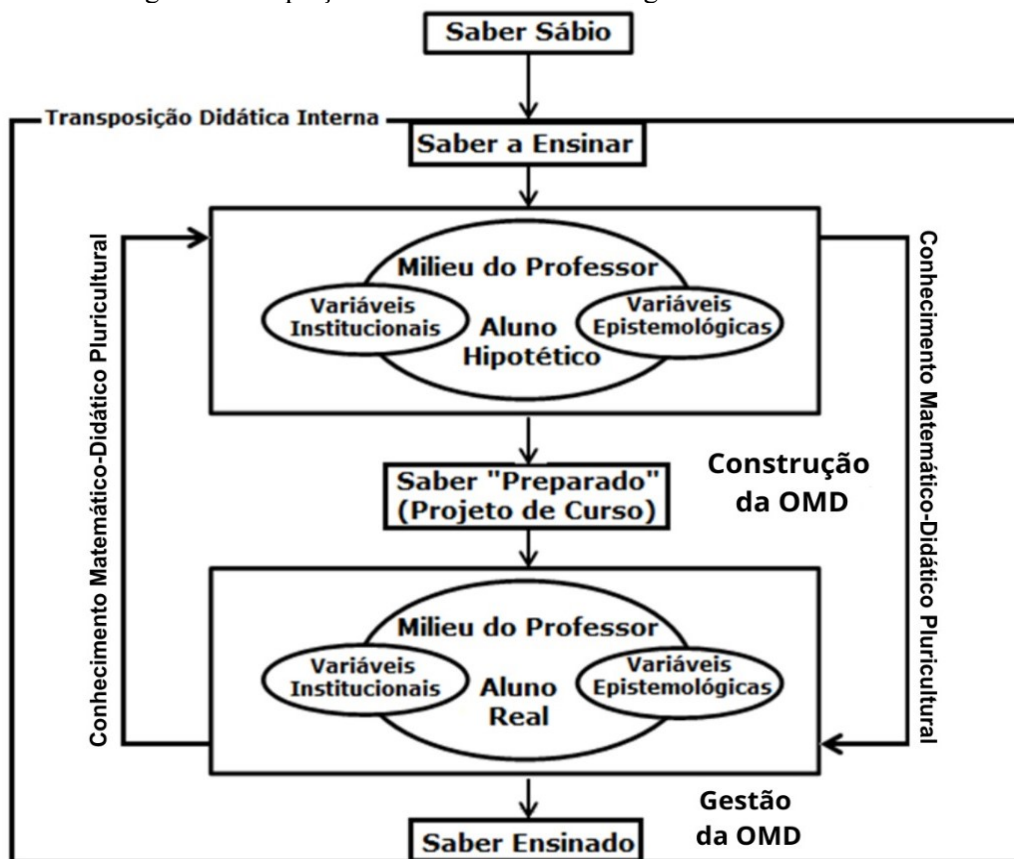 Saber Sábio
Transposição Didática Interna
Saber a Ensinar
Conhecimento Matemático-Didático Pluricultural
Milieu do Professor
Variáveis
Institucionais
Aluno
Hipotético
Variáveis
Epistemológicas
Conhecimento Matemático-Didático Pluricultural
Saber "Preparado"
(Projeto de Curso)
Construção
da OMD
Milieu do Professor
Variáveis
Institucionais
Aluno
Real
Variáveis
Epistemológicas
Gestão
da OMD
Saber Ensinado